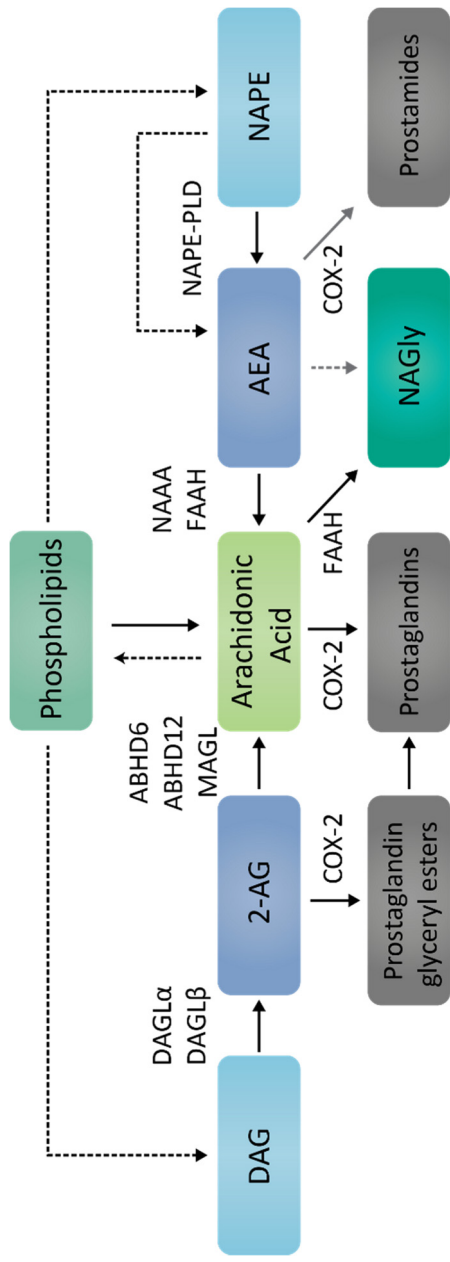 Phospholipids
DAGLα
DAGLβ
ABHD6
ABHD12
MAGL
NAAA
FAAH
NAPE-PLD
DAG
2-AG
Arachidonic
Acid
AEA
NAPE
COX-2
COX-2
FAAH
COX-2
Prostaglandin
glyceryl esters
Prostaglandins
NAGly
Prostamides